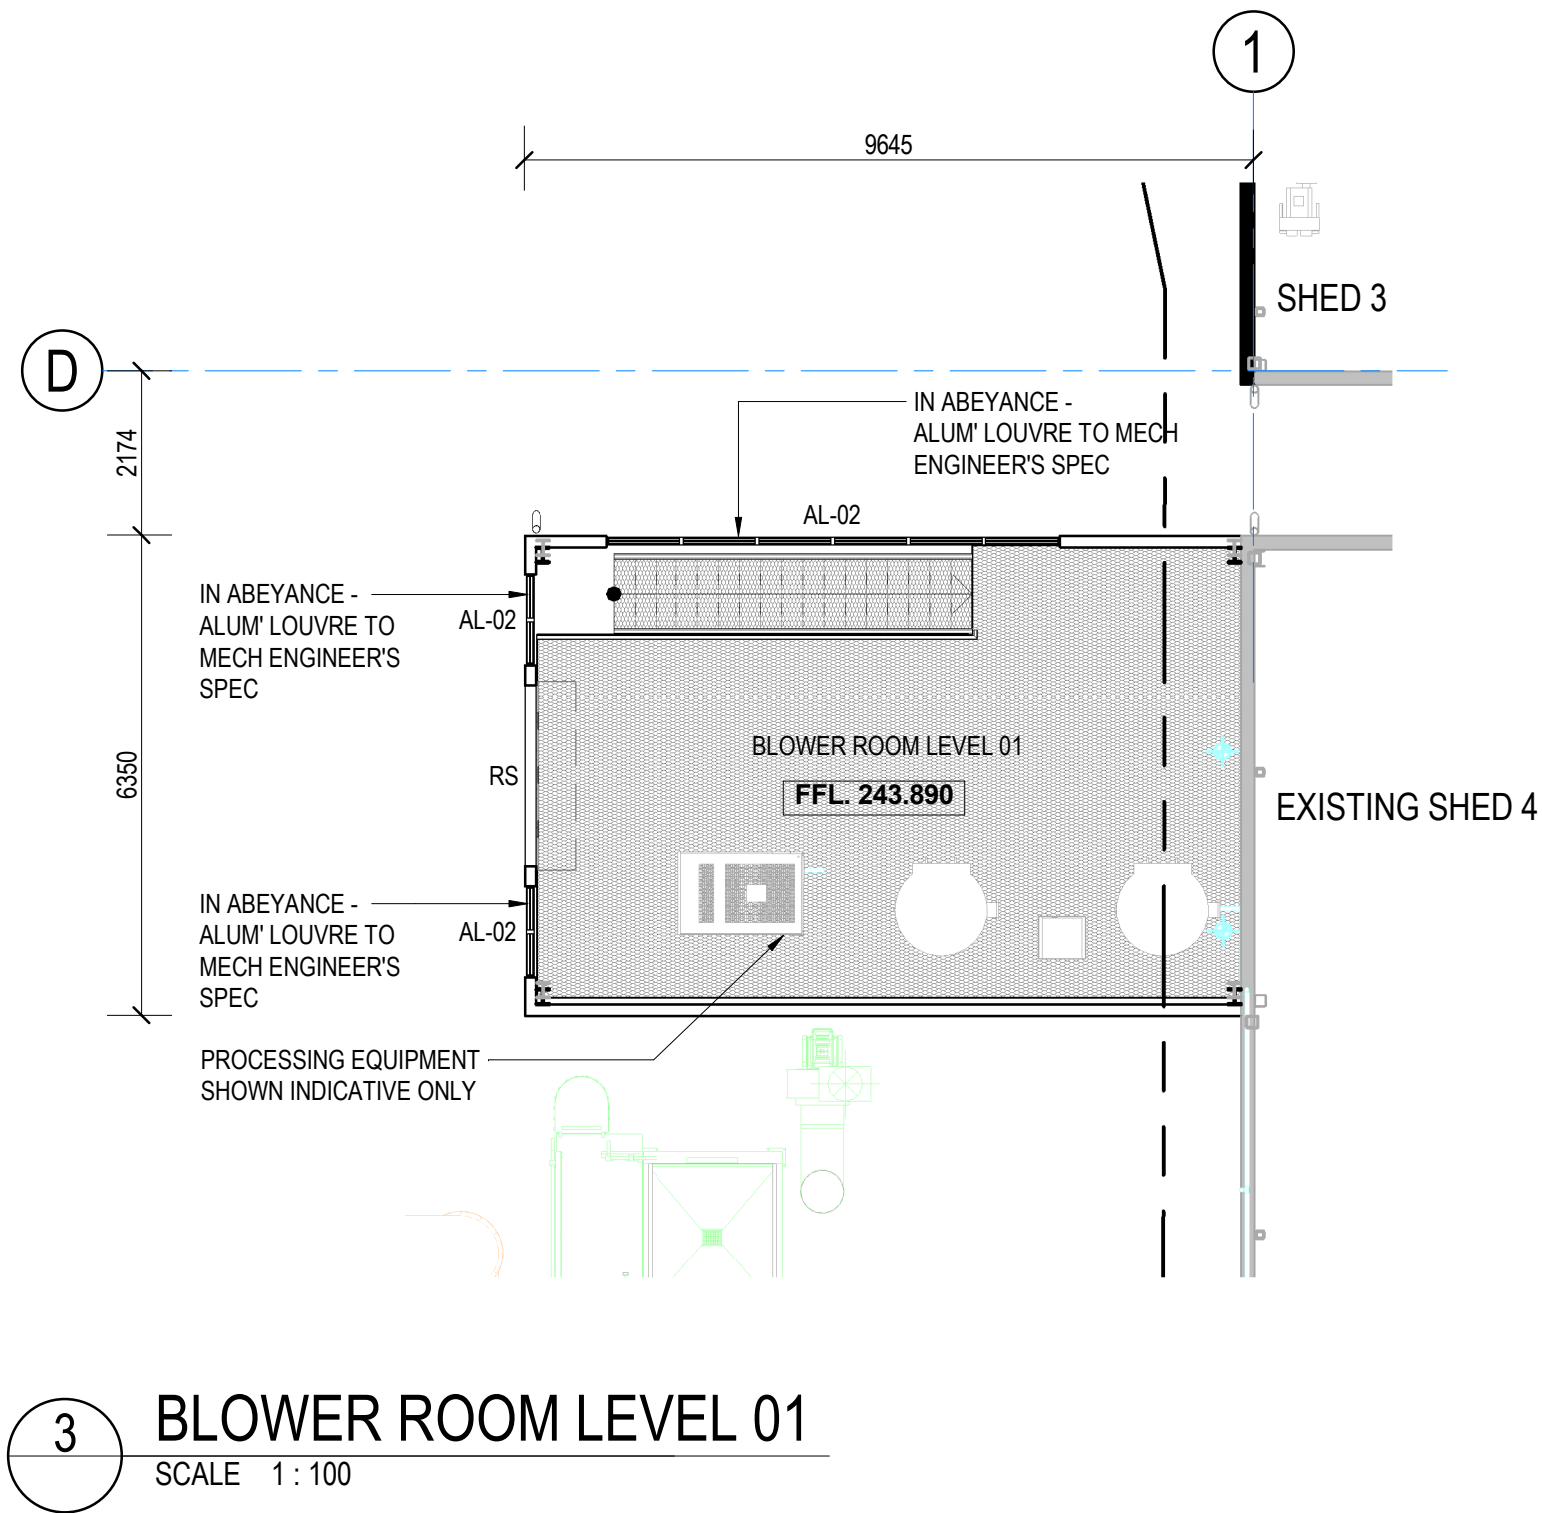 1
9645
SHED 3
D
2174
IN ABEYANCE -
ALUM' LOUVRE TO MECH
ENGINEER'S SPEC
AL-02
IN ABEYANCE -
ALUM' LOUVRE TO
MECH ENGINEER'S
SPEC
AL-02
6350
RS
BLOWER ROOM LEVEL 01
FFL. 243.890
EXISTING SHED 4
IN ABEYANCE -
ALUM' LOUVRE TO
MECH ENGINEER'S
SPEC
AL-02
PROCESSING EQUIPMENT
SHOWN INDICATIVE ONLY
3
BLOWER ROOM LEVEL 01
SCALE 1 : 100